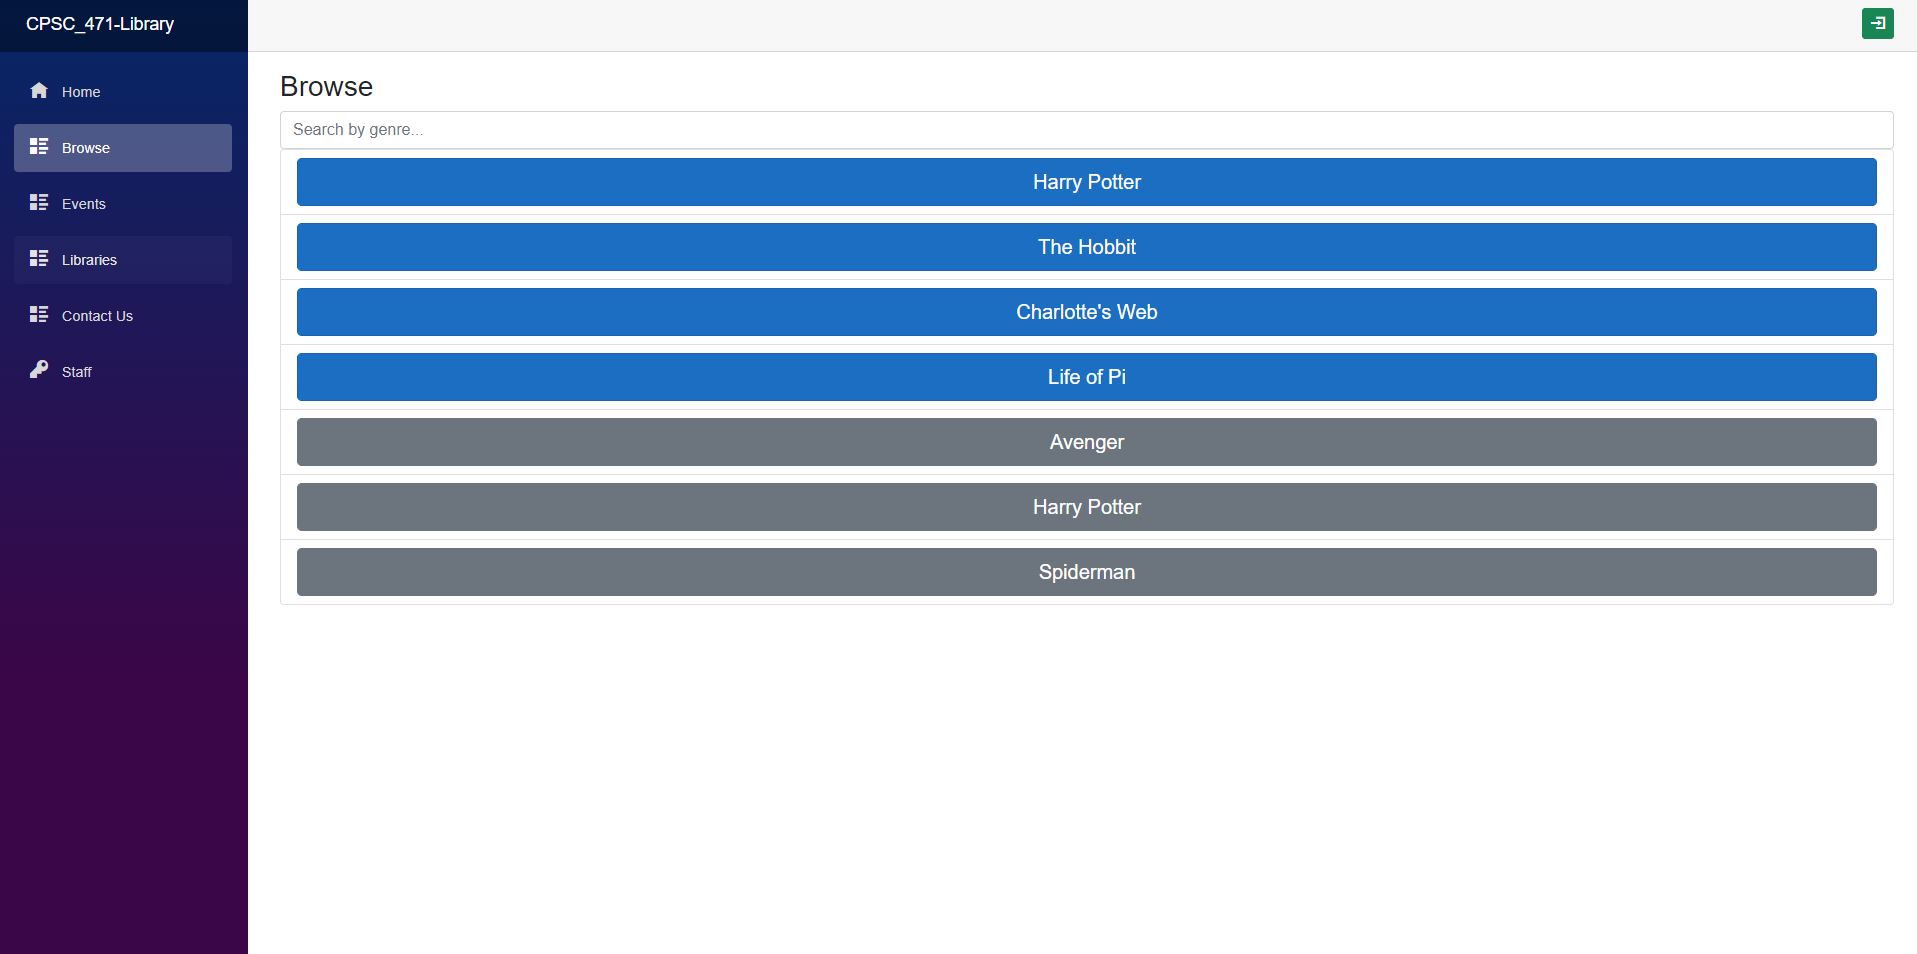 CPSC_471-Library
Home
Browse
Events
Libraries
Contact Us
Staff
Browse
Search by genre...
Harry Potter
The Hobbit
Charlotte's Web
Life of Pi
Avenger
Harry Potter
Spiderman